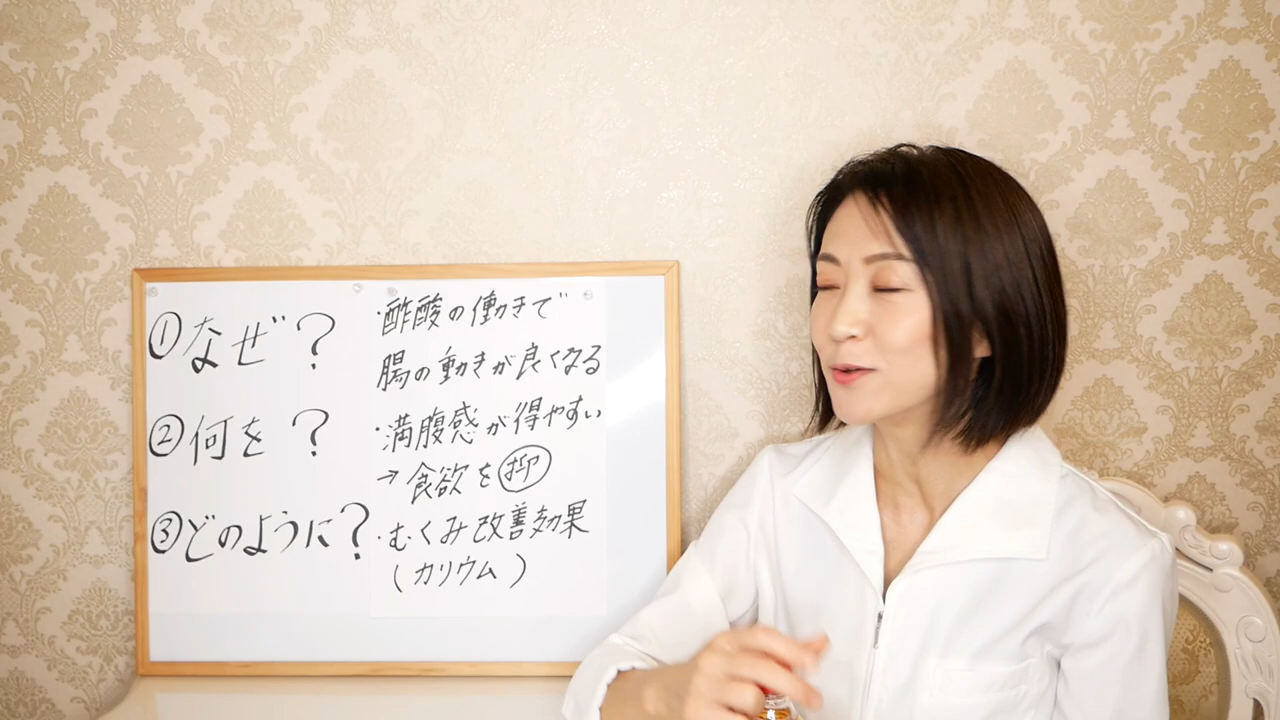 ①なぜ?
②何を?
③どのように?
・酢酸の働きで
腸の動きが良くなる
・満腹感が得やすい
→食欲を㊥抑
・むくみ改善効果
(カリウム)